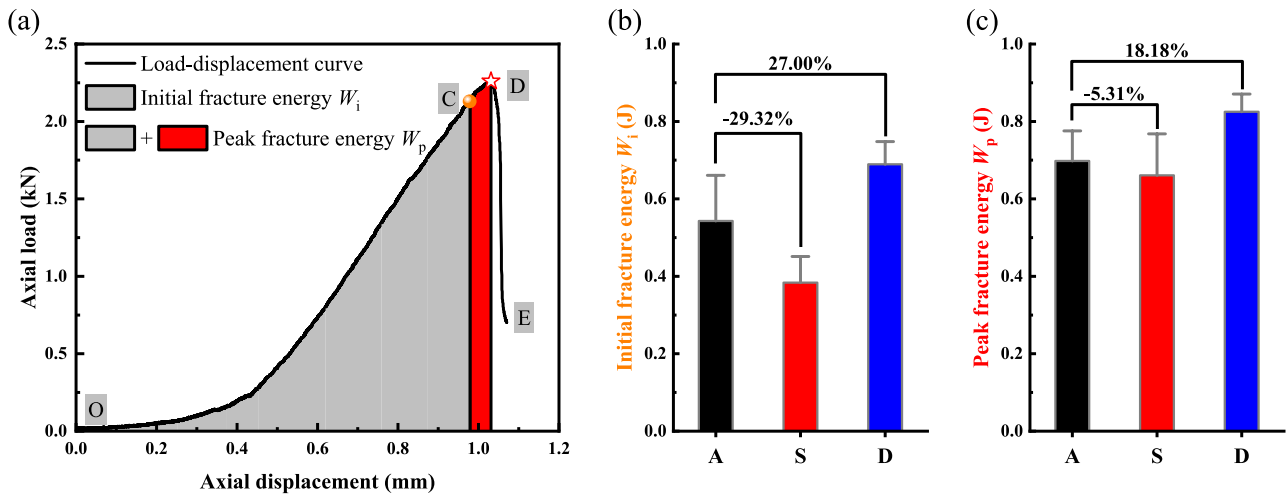 (a)
2.5
2.0
1.5
1.0
0.5
0.0
Axial load (kN)
Load-displacement curve
Initial fracture energy Wi
+ Peak fracture energy Wp
C
D
E
O
0.0 0.2 0.4 0.6 0.8 1.0 1.2
Axial displacement (mm)
(b)
1.0
0.8
0.6
0.4
0.2
0.0
Initial fracture energy Wi (J)
27.00%
-29.32%
A S D
(c)
1.0
0.8
0.6
0.4
0.2
0.0
Peak fracture energy Wp (J)
18.18%
-5.31%
A S D